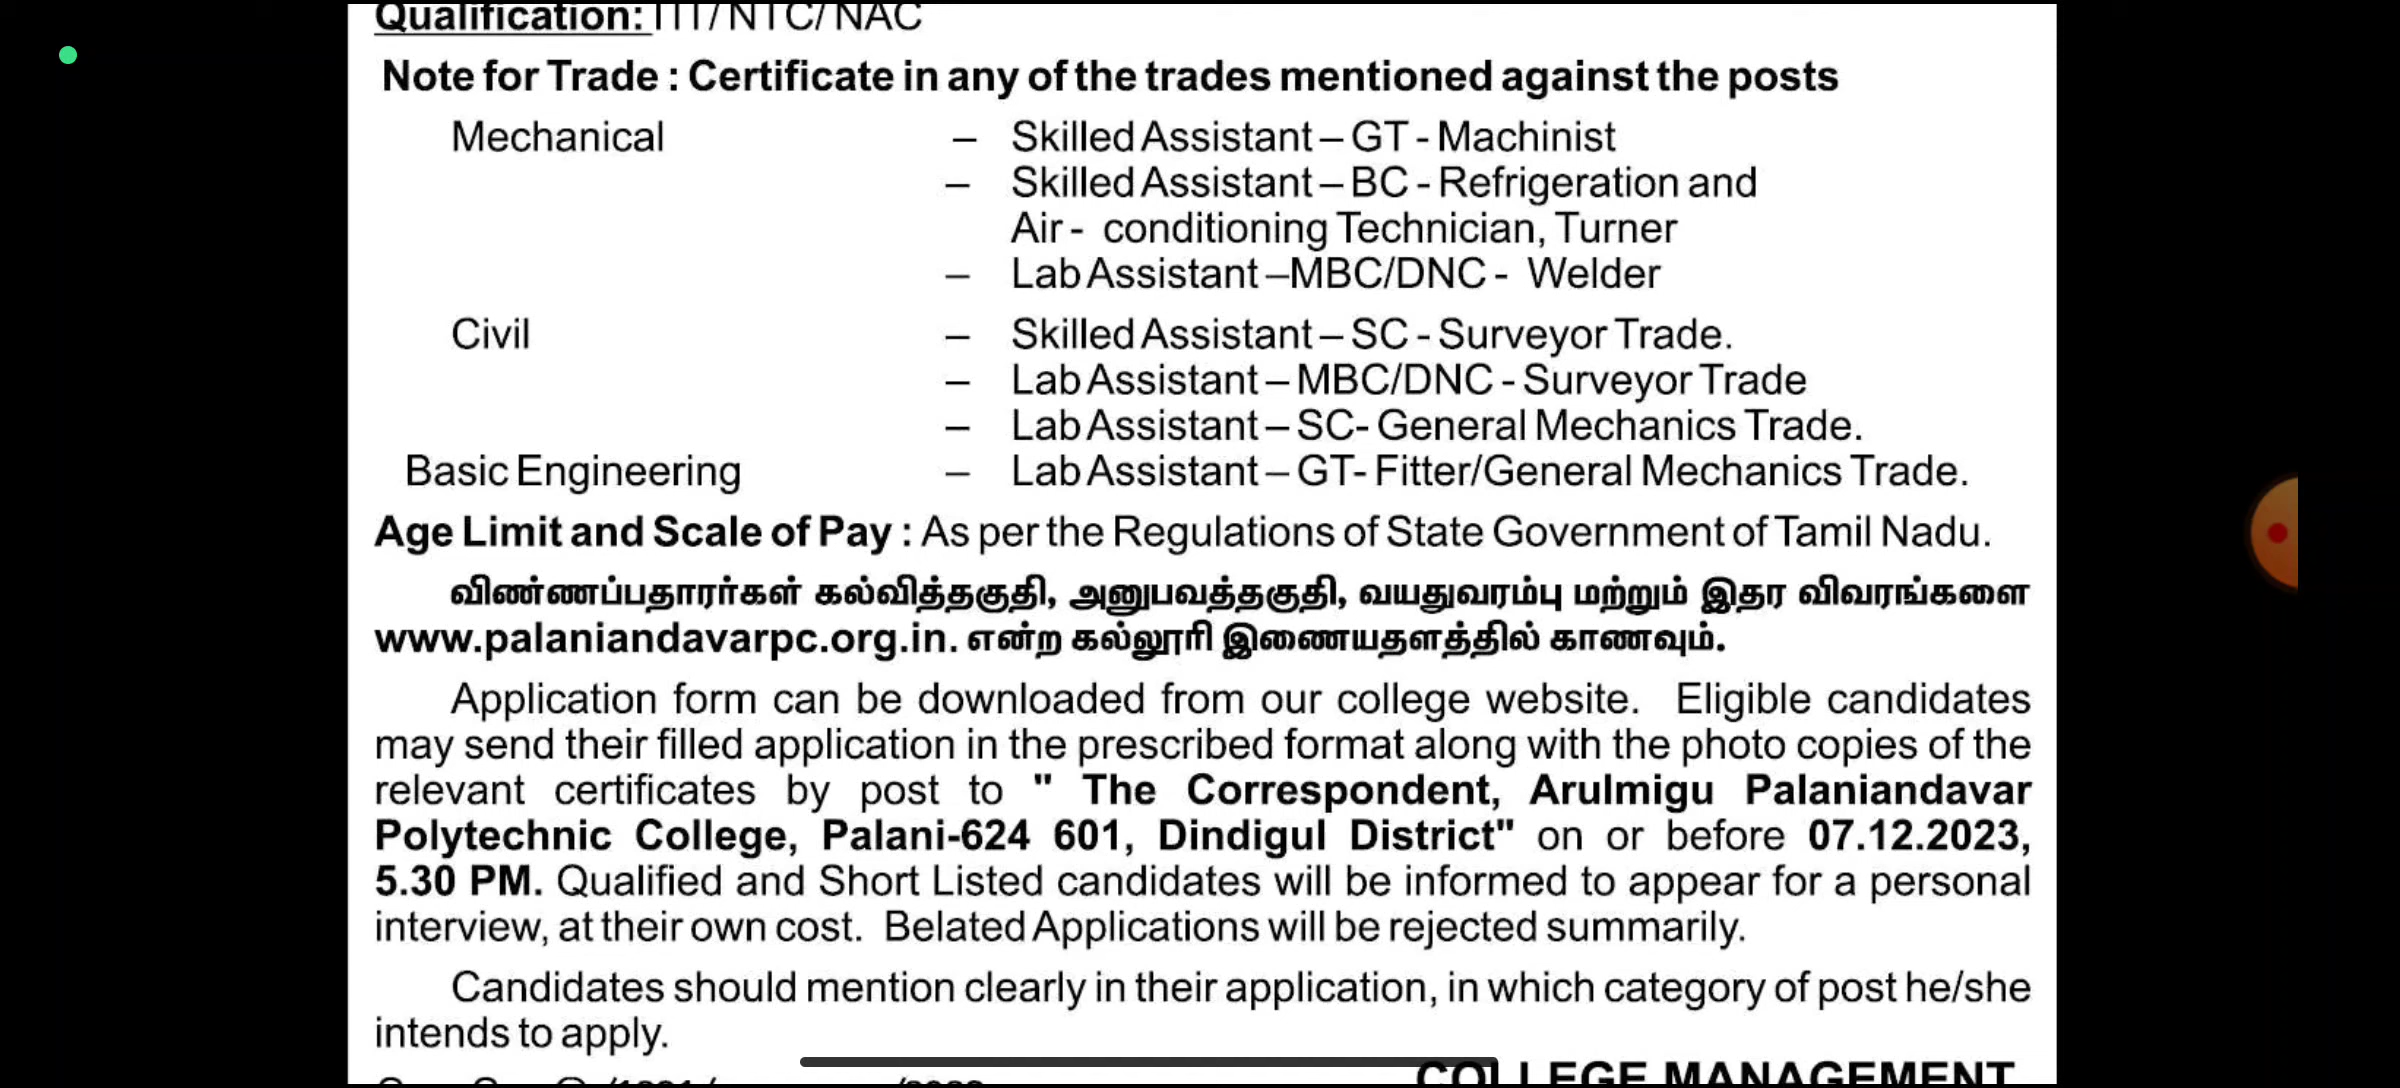 Qualification: ITI/ NTC/ NAC
Note for Trade : Certificate in any of the trades mentioned against the posts
Mechanical – Skilled Assistant – GT - Machinist
– Skilled Assistant – BC - Refrigeration and
Air - conditioning Technician, Turner
– Lab Assistant –MBC/DNC - Welder
Civil – Skilled Assistant – SC - Surveyor Trade.
– Lab Assistant – MBC/DNC - Surveyor Trade
– Lab Assistant – SC- General Mechanics Trade.
Basic Engineering – Lab Assistant – GT- Fitter/General Mechanics Trade.
Age Limit and Scale of Pay : As per the Regulations of State Government of Tamil Nadu.
விண்ணப்பதாரர்கள் கல்வித்தகுதி, அனுபவத்தகுதி, வயதுவரம்பு மற்றும் இதர விவரங்களை
www.palaniandavarpc.org.in. என்ற கல்லூரி இணையதளத்தில் காணவும்.
Application form can be downloaded from our college website. Eligible candidates
may send their filled application in the prescribed format along with the photo copies of the
relevant certificates by post to " The Correspondent, Arulmigu Palaniandavar
Polytechnic College, Palani-624 601, Dindigul District" on or before 07.12.2023,
5.30 PM. Qualified and Short Listed candidates will be informed to appear for a personal
interview, at their own cost. Belated Applications will be rejected summarily.
Candidates should mention clearly in their application, in which category of post he/she
intends to apply.
COLLEGE MANAGEMENT